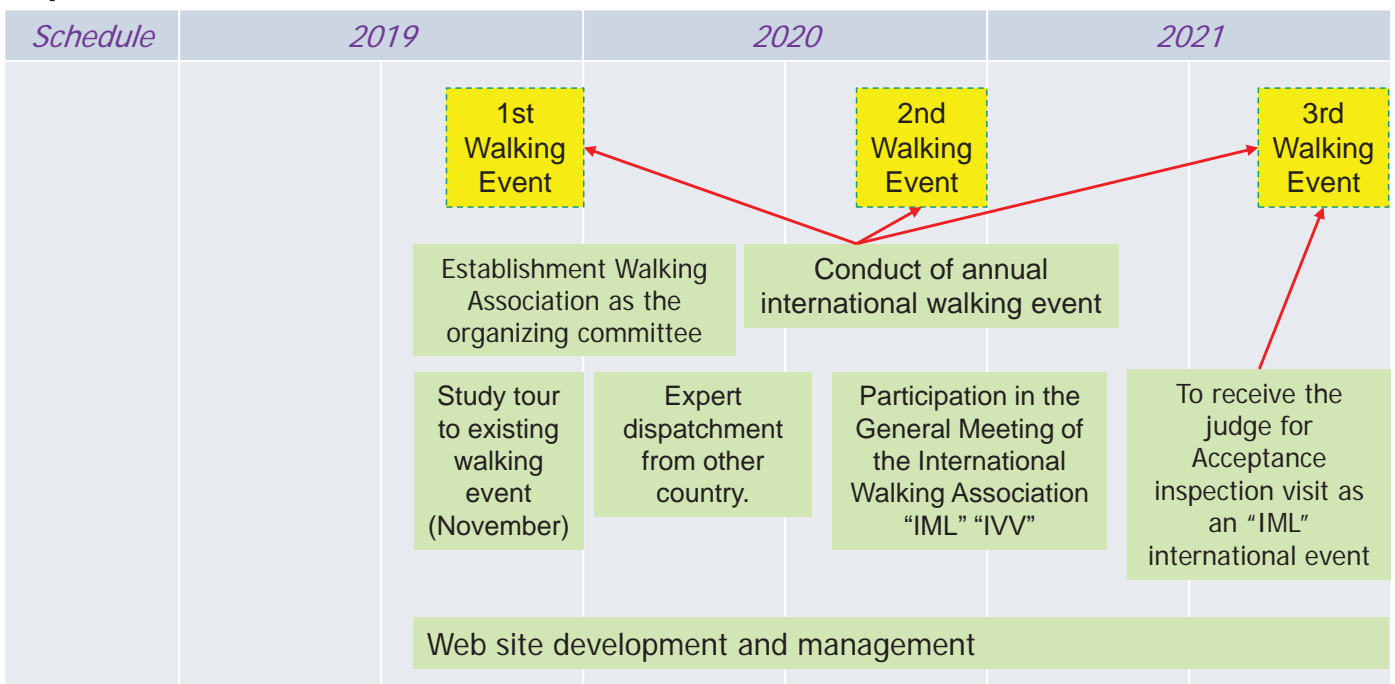 Schedule 2019 2020 2021
1st
Walking
Event
2nd
Walking
Event
3rd
Walking
Event
Establishment Walking
Association as the
organizing committee
Conduct of annual
international walking event
Study tour
to existing
walking
event
(November)
Expert
dispatchment
from other
country.
Participation in the
General Meeting of
the International
Walking Association
“IML” “IVV”
To receive the
judge for
Acceptance
inspection visit as
an “IML”
international event
Web site development and management